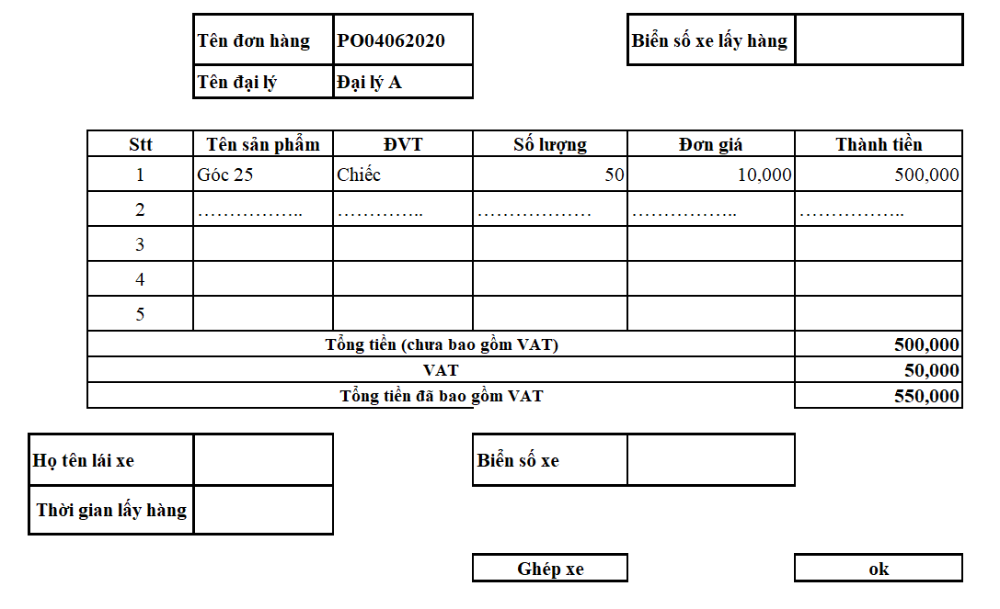 Tên đơn hàng PO04062020 Biển số xe lấy hàng
Tên đại lý Đại lý A
Stt Tên sản phẩm ĐVT Số lượng Đơn giá Thành tiền
1 Góc 25 Chiếc 50 10,000 500,000
2 …………….. ………….. ……………… …………….. ……………..
3
4
5
Tổng tiền (chưa bao gồm VAT) 500,000
VAT 50,000
Tổng tiền đã bao gồm VAT 550,000
Họ tên lái xe Biển số xe
Thời gian lấy hàng
Ghép xe ok